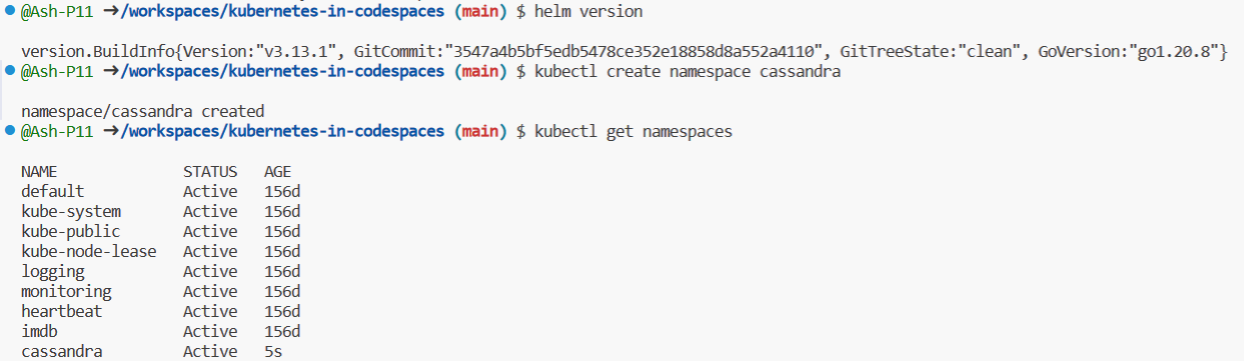 @Ash-P11 ➜/workspaces/kubernetes-in-codespaces (main) $ helm version
version.BuildInfo{Version:"v3.13.1", GitCommit:"3547a4b5bf5edb5478ce352e18858d8a552a4110", GitTreeState:"clean", GoVersion:"go1.20.8"}
@Ash-P11 ➜/workspaces/kubernetes-in-codespaces (main) $ kubectl create namespace cassandra
namespace/cassandra created
@Ash-P11 ➜/workspaces/kubernetes-in-codespaces (main) $ kubectl get namespaces
NAME STATUS AGE
default Active 156d
kube-system Active 156d
kube-public Active 156d
kube-node-lease Active 156d
logging Active 156d
monitoring Active 156d
heartbeat Active 156d
imdb Active 156d
cassandra Active 5s